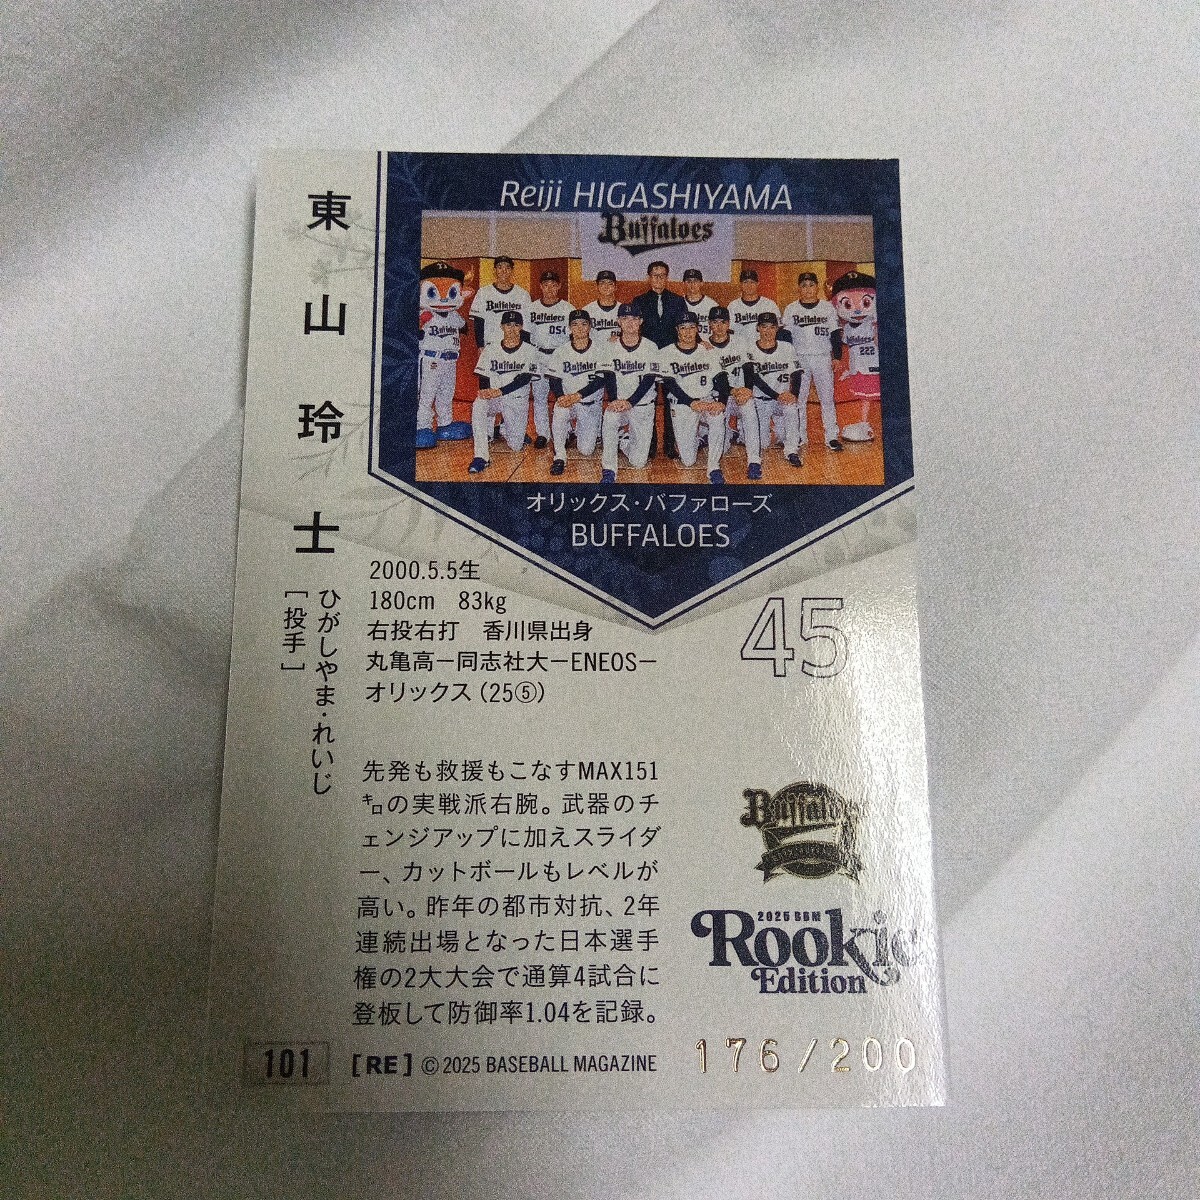 東山玲士
ひがしやま・れいじ
［投手］
Reiji HIGASHIYAMA
Buffaloes
オリックス・バファローズ
BUFFALOES
2000.5.5生
180cm 83kg
右投右打 香川県出身
丸亀高－同志社大－ENEOS－
オリックス（25⑤）
45
先発も救援もこなすMAX151
㌔の実戦派右腕。武器のチ
ェンジアップに加えスライダ
ー、カットボールもレベルが
高い。昨年の都市対抗、2年
連続出場となった日本選手
権の2大大会で通算4試合に
登板して防御率1.04を記録。
Buffaloes
2025 BBM
Rookie
Edition
101 [RE] ©2025 BASEBALL MAGAZINE 176/200